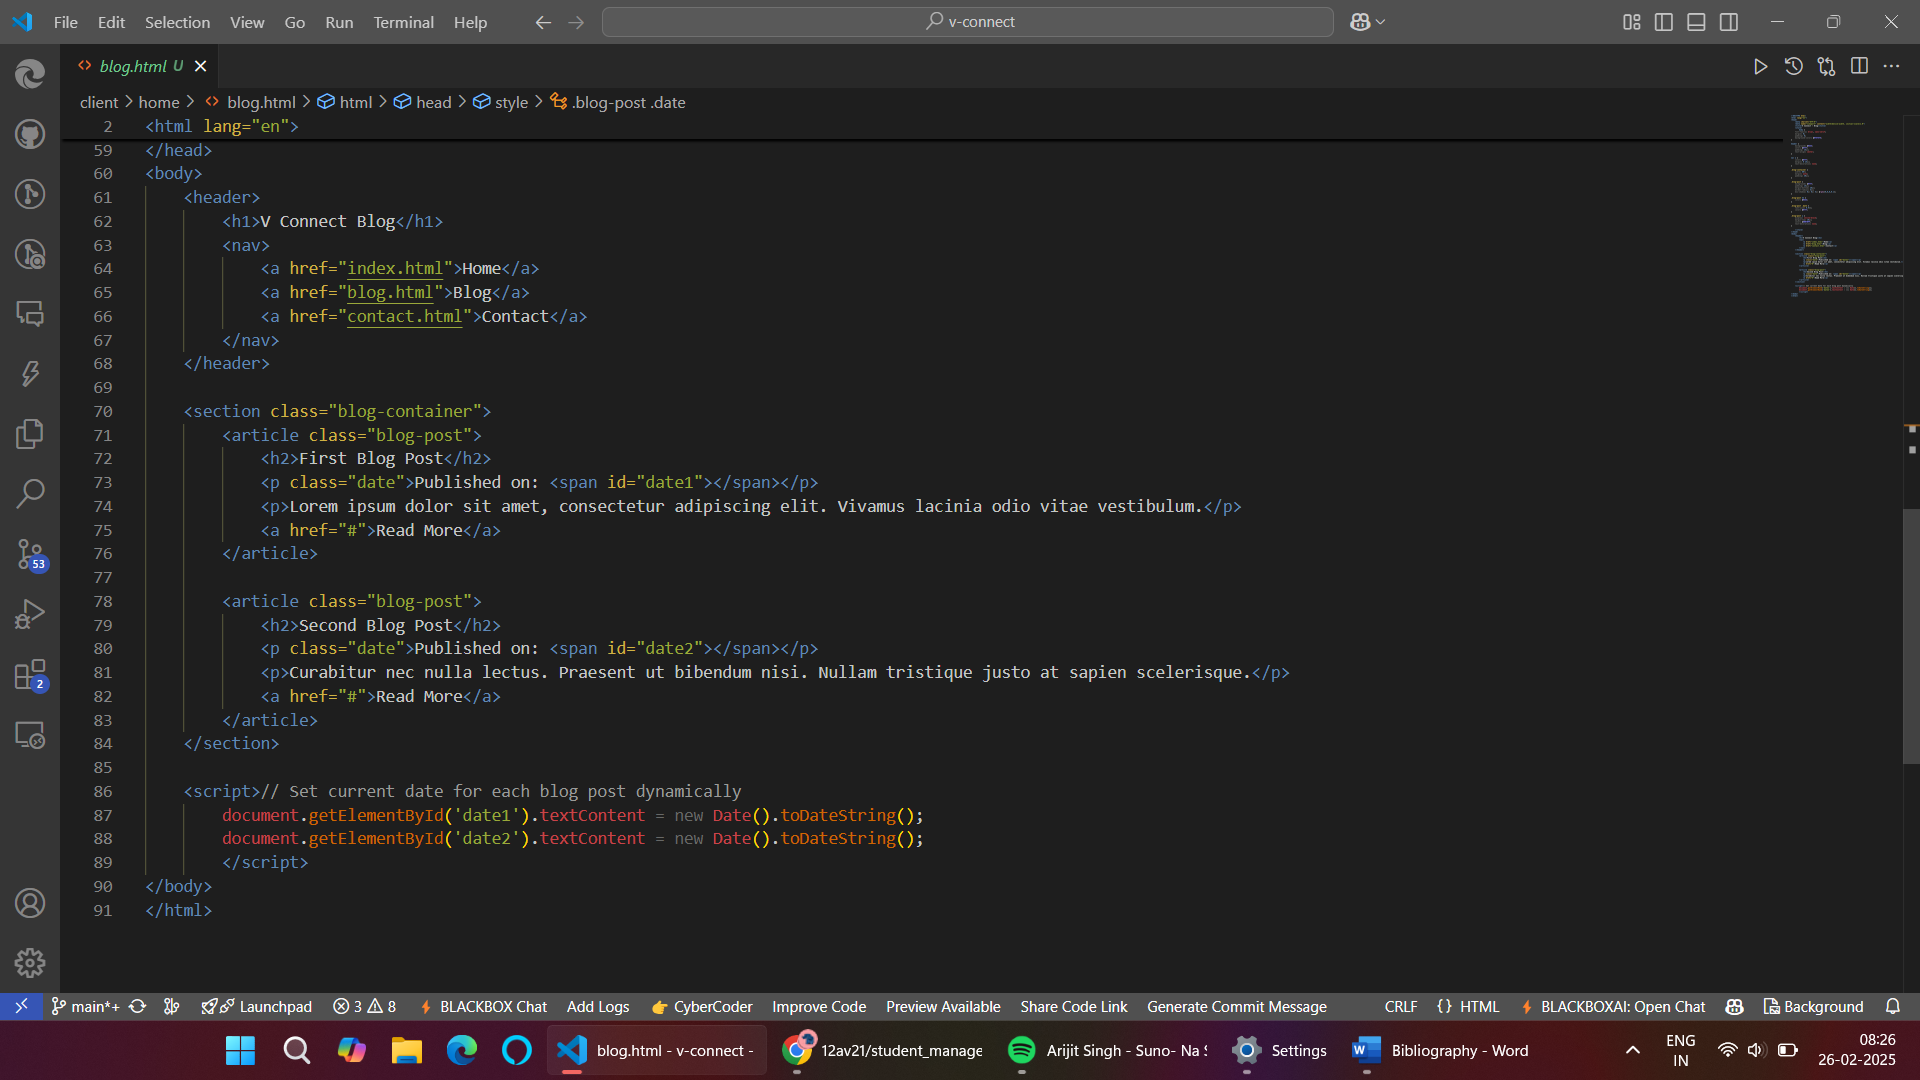 File Edit Selection View Go Run Terminal Help v-connect
blog.html U
client home blog.html html head style .blog-post .date
2 <html lang="en">
59 </head>
60 <body>
61 <header>
62 <h1>V Connect Blog</h1>
63 <nav>
64 <a href="index.html">Home</a>
65 <a href="blog.html">Blog</a>
66 <a href="contact.html">Contact</a>
67 </nav>
68 </header>
69
70 <section class="blog-container">
71 <article class="blog-post">
72 <h2>First Blog Post</h2>
73 <p class="date">Published on: <span id="date1"></span></p>
74 <p>Lorem ipsum dolor sit amet, consectetur adipiscing elit. Vivamus lacinia odio vitae vestibulum.</p>
75 <a href="#">Read More</a>
76 </article>
77
78 <article class="blog-post">
79 <h2>Second Blog Post</h2>
80 <p class="date">Published on: <span id="date2"></span></p>
81 <p>Curabitur nec nulla lectus. Praesent ut bibendum nisi. Nullam tristique justo at sapien scelerisque.</p>
82 <a href="#">Read More</a>
83 </article>
84 </section>
85
86 <script>// Set current date for each blog post dynamically
87 document.getElementById('date1').textContent = new Date().toDateString();
88 document.getElementById('date2').textContent = new Date().toDateString();
89 </script>
90 </body>
91 </html>
53
2
main*+ Launchpad 3 8 BLACKBOX Chat Add Logs CyberCoder Improve Code Preview Available Share Code Link Generate Commit Message CRLF {} HTML BLACKBOXAI: Open Chat Background
blog.html - v-connect - 12av21/student_manage Arijit Singh - Suno- Na S Settings Bibliography - Word ENG IN 08:26
26-02-2025